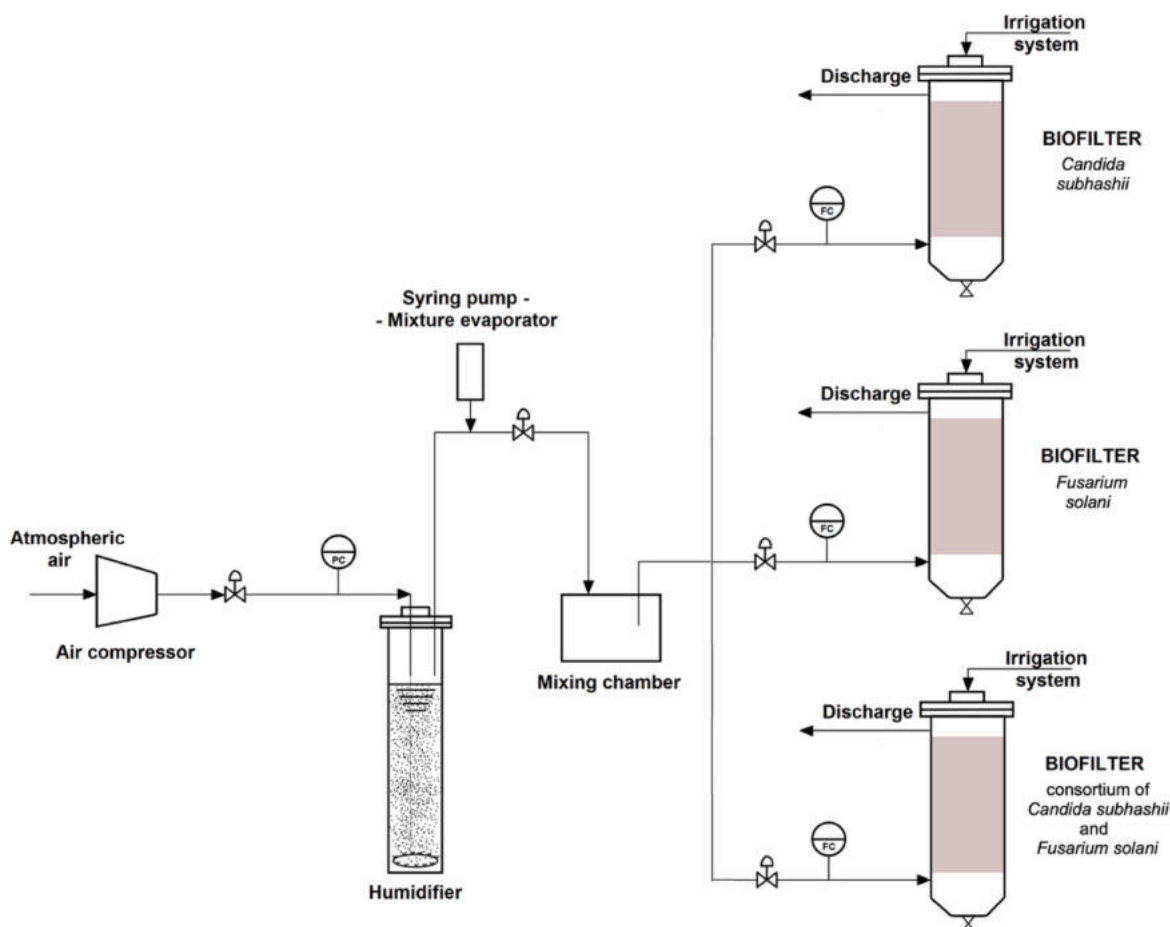 Irrigation
system
Discharge
BIOFILTER
Candida
subhashii
FC
Syring pump -
- Mixture evaporator
Irrigation
system
Discharge
BIOFILTER
Fusarium
solani
FC
Atmospheric
air
PC
Air compressor
Mixing chamber
Humidifier
Irrigation
system
Discharge
BIOFILTER
consortium of
Candida subhashii
and
Fusarium solani
FC